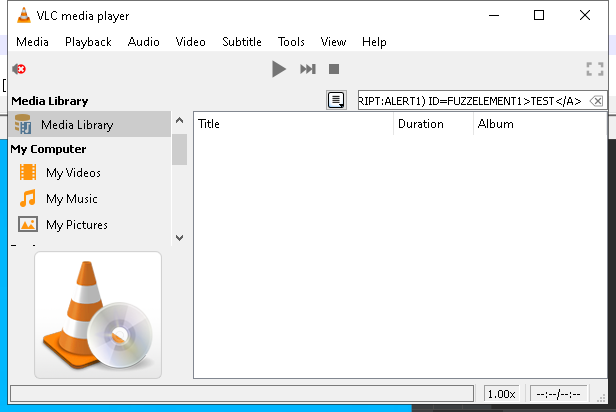 VLC media player
Media Playback Audio Video Subtitle Tools View Help
Media Library
RIPT:ALERT1) ID=FUZZELEMENT1>TEST</A>
Media Library
Title Duration Album
My Computer
My Videos
My Music
My Pictures
1.00x
--:--/--:--